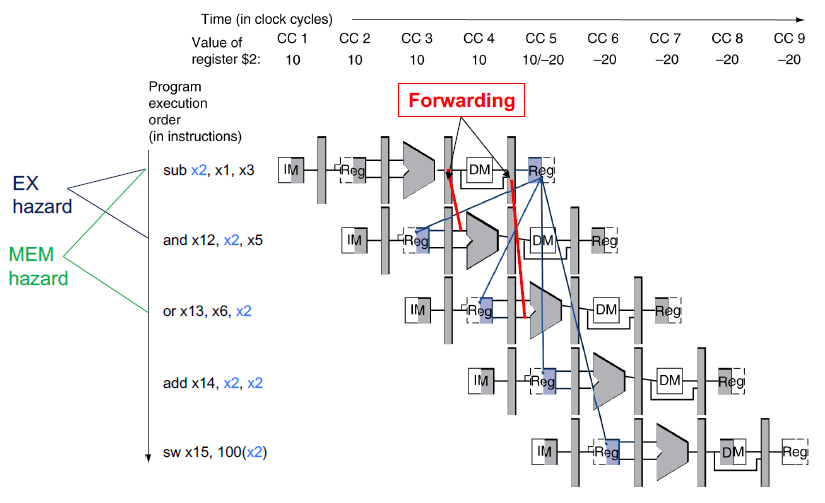 Time (in clock cycles)
Value of register $2:
CC 1 CC 2 CC 3 CC 4 CC 5 CC 6 CC 7 CC 8 CC 9
10 10 10 10 10/–20 –20 –20 –20 –20
Program
execution
order
(in instructions)
Forwarding
EX
hazard
MEM
hazard
sub x2, x1, x3
IM Reg DM Reg
and x12, x2, x5
IM Reg DM Reg
or x13, x6, x2
IM Reg DM Reg
add x14, x2, x2
IM Reg DM Reg
sw x15, 100(x2)
IM Reg DM Reg